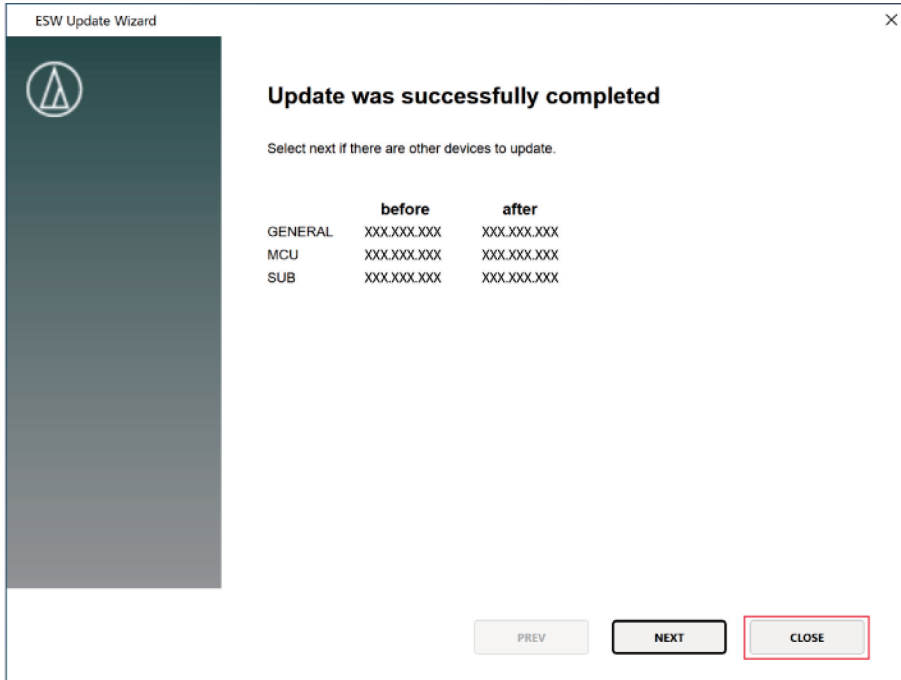 ESW Update Wizard
Update was successfully completed
Select next if there are other devices to update.
before after
GENERAL XXX.XXX.XXX XXX.XXX.XXX
MCU XXX.XXX.XXX XXX.XXX.XXX
SUB XXX.XXX.XXX XXX.XXX.XXX
PREV NEXT CLOSE